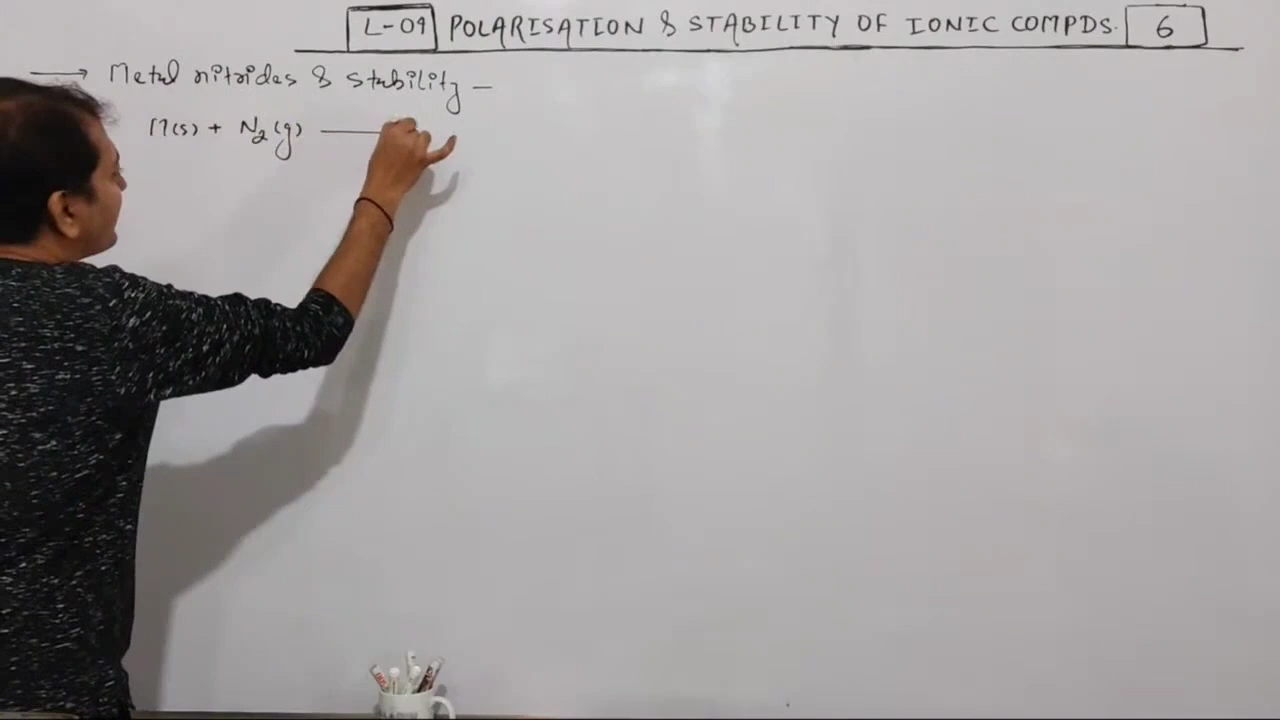 L-09 POLARISATION & STABILITY OF IONIC COMPDS. 6
→ Metal nitrides & stability –
M(s) + N₂(g) —